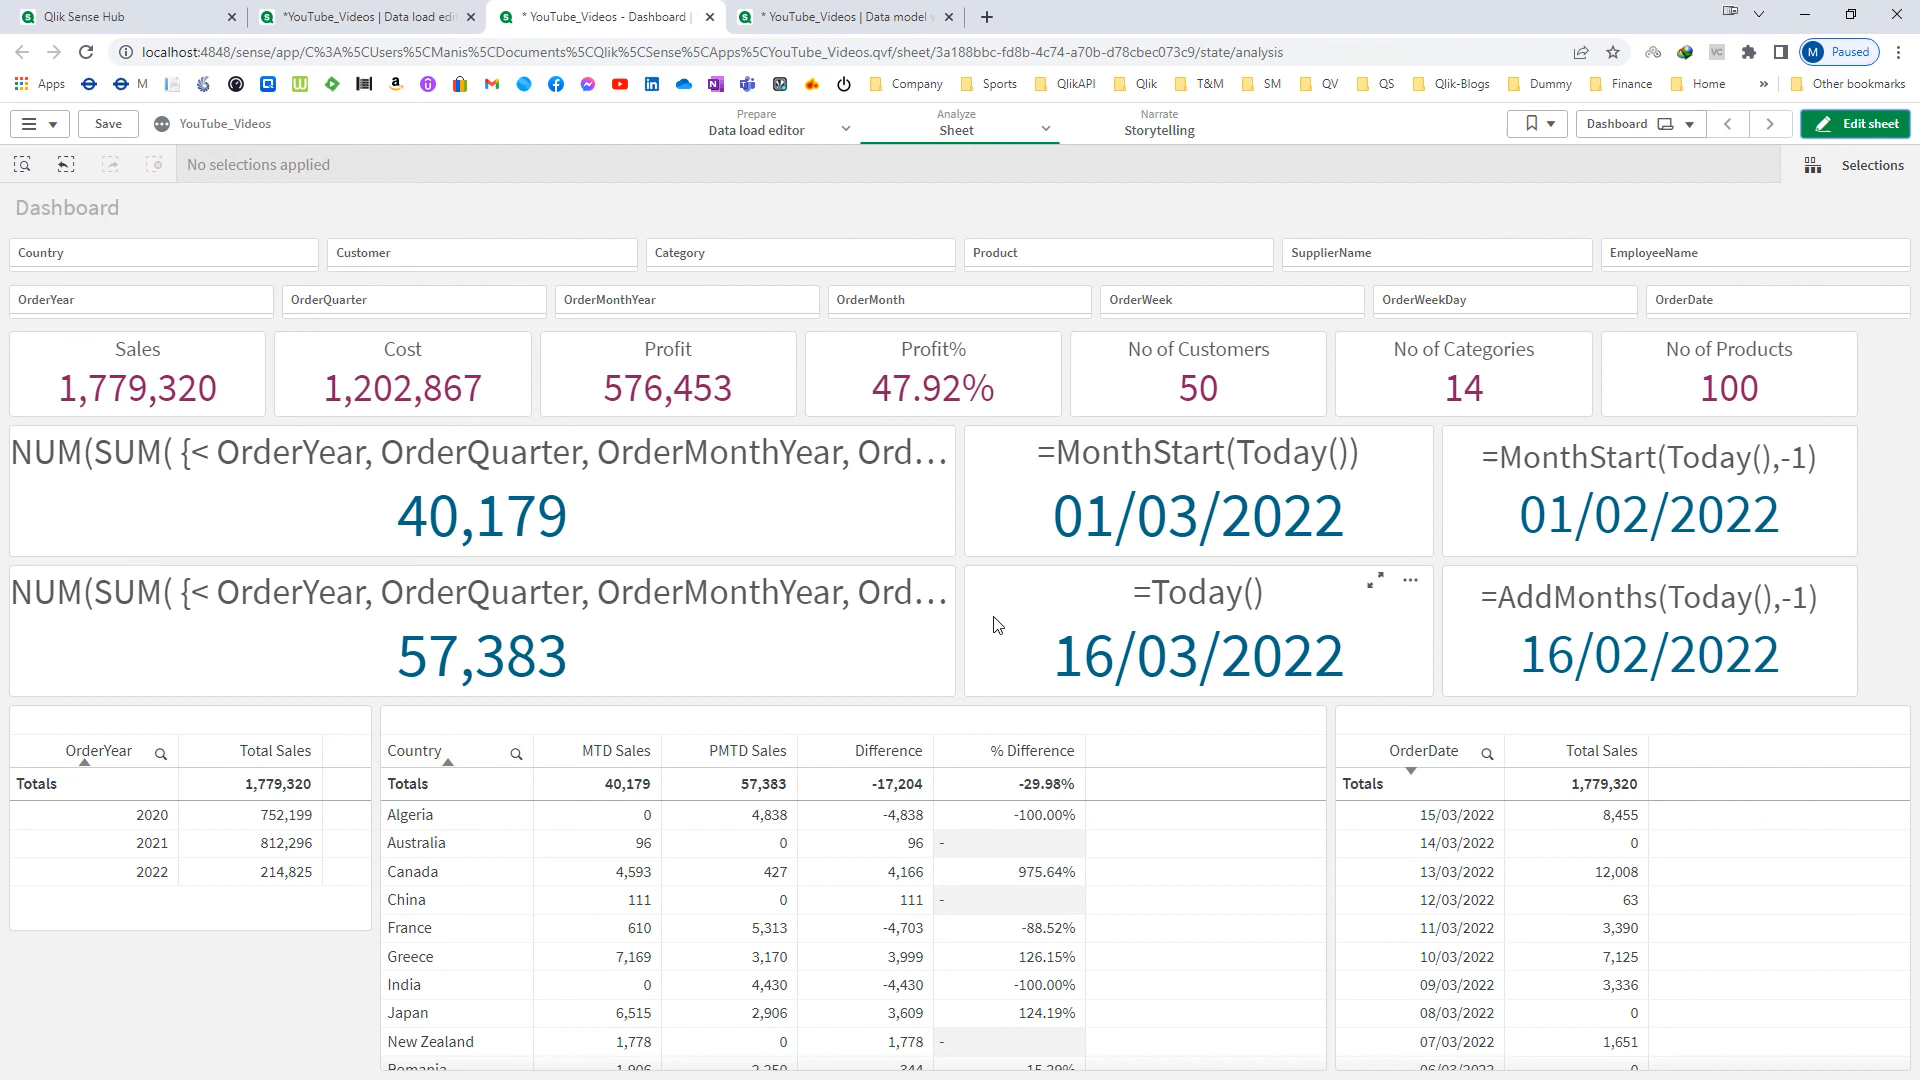 Qlik Sense Hub
*YouTube_Videos | Data load edi
* YouTube_Videos - Dashboard |
* YouTube_Videos | Data model v
localhost:4848/sense/app/C%3A%5CUsers%5CManis%5CDocuments%5CQlik%5CSense%5CApps%5CYouTube_Videos.qvf/sheet/3a188bbc-fd8b-4c74-a70b-d78cbec073c9/state/analysis
M Paused
Apps M Company Sports QlikAPI Qlik T&M SM QV QS Qlik-Blogs Dummy Finance Home » Other bookmarks
Save YouTube_Videos
Prepare
Data load editor
Analyze
Sheet
Narrate
Storytelling
Dashboard
Edit sheet
No selections applied
Selections
Dashboard
Country Customer Category Product SupplierName EmployeeName
OrderYear OrderQuarter OrderMonthYear OrderMonth OrderWeek OrderWeekDay OrderDate
Sales Cost Profit Profit% No of Customers No of Categories No of Products
1,779,320 1,202,867 576,453 47.92% 50 14 100
NUM(SUM( {< OrderYear, OrderQuarter, OrderMonthYear, Ord...
40,179
=MonthStart(Today())
01/03/2022
=MonthStart(Today(),-1)
01/02/2022
NUM(SUM( {< OrderYear, OrderQuarter, OrderMonthYear, Ord...
57,383
=Today()
16/03/2022
=AddMonths(Today(),-1)
16/02/2022
OrderYear Total Sales
Totals 1,779,320
2020 752,199
2021 812,296
2022 214,825
Country MTD Sales PMTD Sales Difference % Difference
Totals 40,179 57,383 -17,204 -29.98%
Algeria 0 4,838 -4,838 -100.00%
Australia 96 0 96 -
Canada 4,593 427 4,166 975.64%
China 111 0 111 -
France 610 5,313 -4,703 -88.52%
Greece 7,169 3,170 3,999 126.15%
India 0 4,430 -4,430 -100.00%
Japan 6,515 2,906 3,609 124.19%
New Zealand 1,778 0 1,778 -
OrderDate Total Sales
Totals 1,779,320
15/03/2022 8,455
14/03/2022 0
13/03/2022 12,008
12/03/2022 63
11/03/2022 3,390
10/03/2022 7,125
09/03/2022 3,336
08/03/2022 0
07/03/2022 1,651